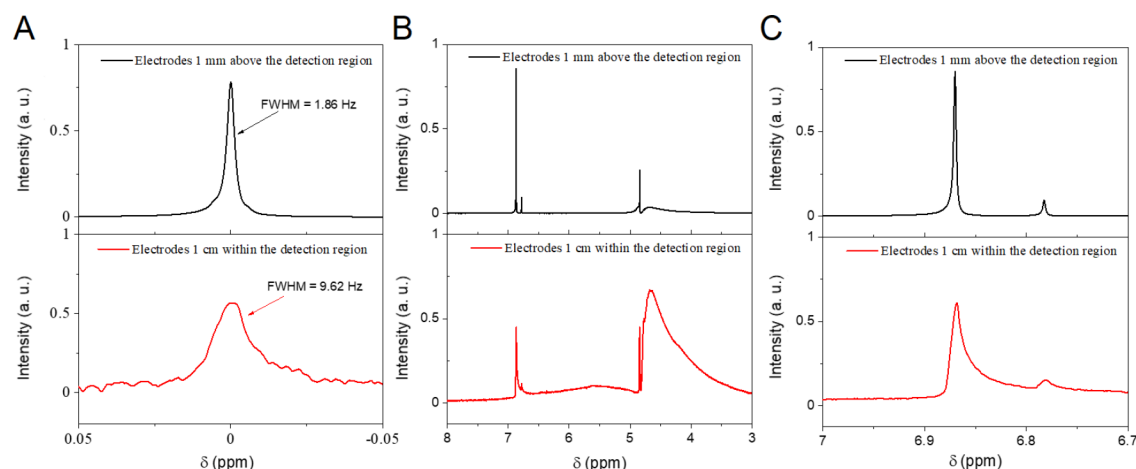 A
Intensity (a. u.)
1
0.5
0
Electrodes 1 mm above the detection region
FWHM = 1.86 Hz
Intensity (a. u.)
1
0.5
0
Electrodes 1 cm within the detection region
FWHM = 9.62 Hz
0.05 0 -0.05
δ (ppm)
B
Intensity (a. u.)
1
0.5
0
Electrodes 1 mm above the detection region
Intensity (a. u.)
1
0.5
0
Electrodes 1 cm within the detection region
8 7 6 5 4 3
δ (ppm)
C
Intensity (a. u.)
1
0.5
0
Electrodes 1 mm above the detection region
Intensity (a. u.)
1
0.5
0
Electrodes 1 cm within the detection region
7 6.9 6.8 6.7
δ (ppm)